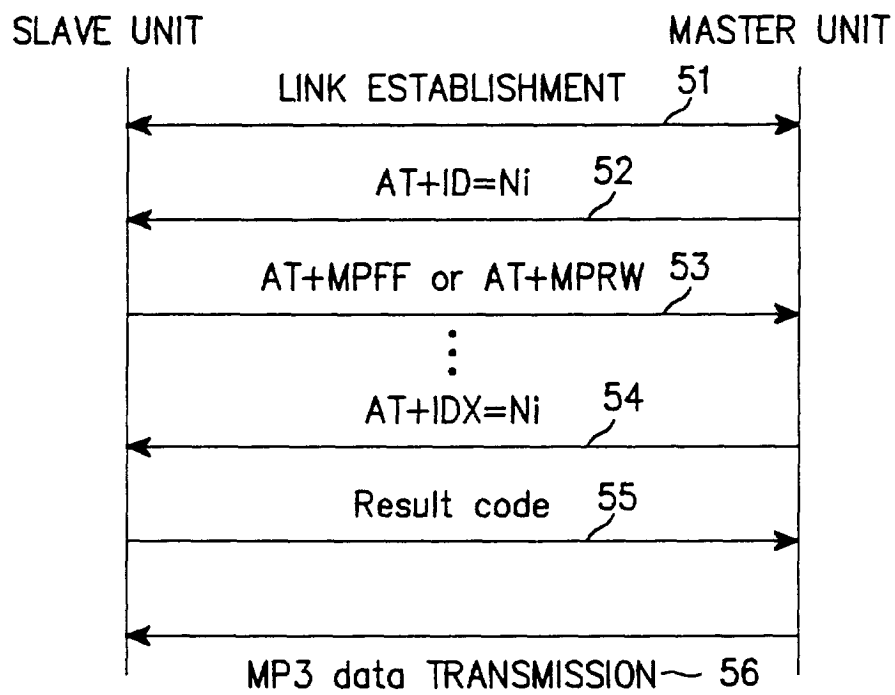 SLAVE UNIT MASTER UNIT
LINK ESTABLISHMENT 51
AT+ID=Ni 52
AT+MPFF or AT+MPRW 53
AT+IDX=Ni 54
Result code 55
MP3 data TRANSMISSION 56